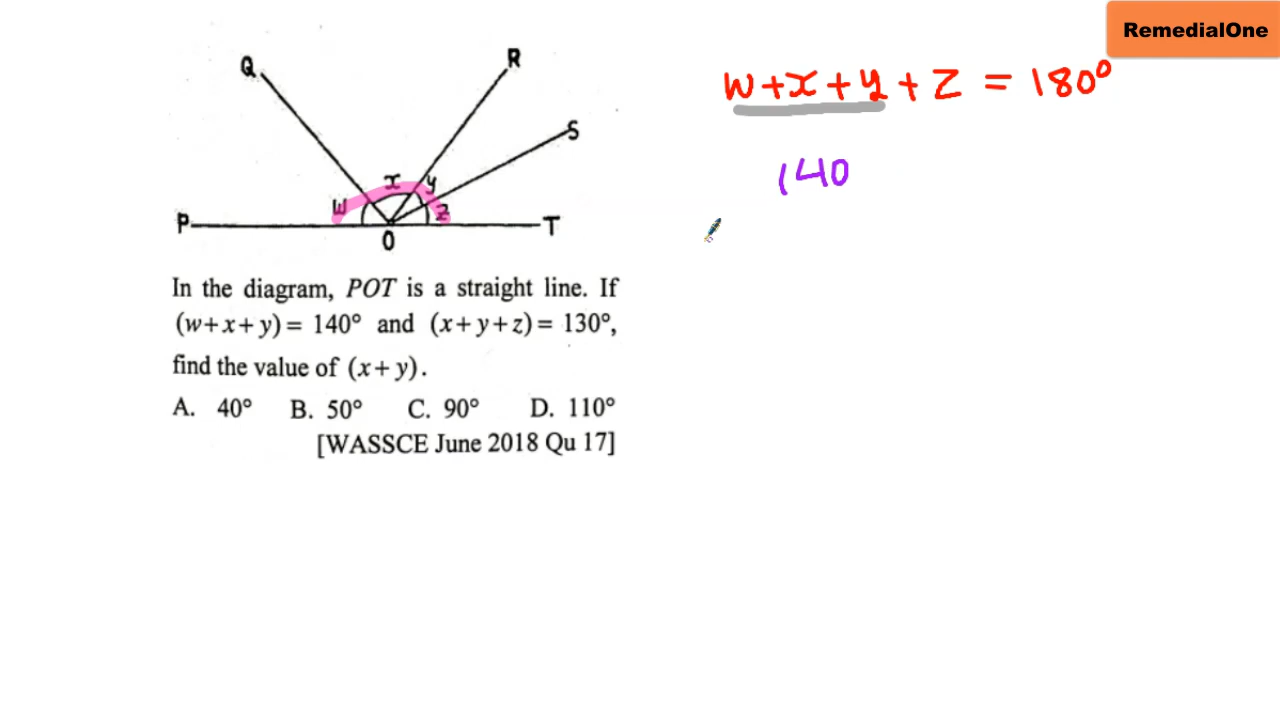 RemedialOne
Q
R
S
x
y
w
z
P
O
T
w+x+y+z = 180°
140
In the diagram, POT is a straight line. If
(w+x+y)= 140° and (x+y+z)= 130°,
find the value of (x+y).
A. 40° B. 50° C. 90° D. 110°
[WASSCE June 2018 Qu 17]